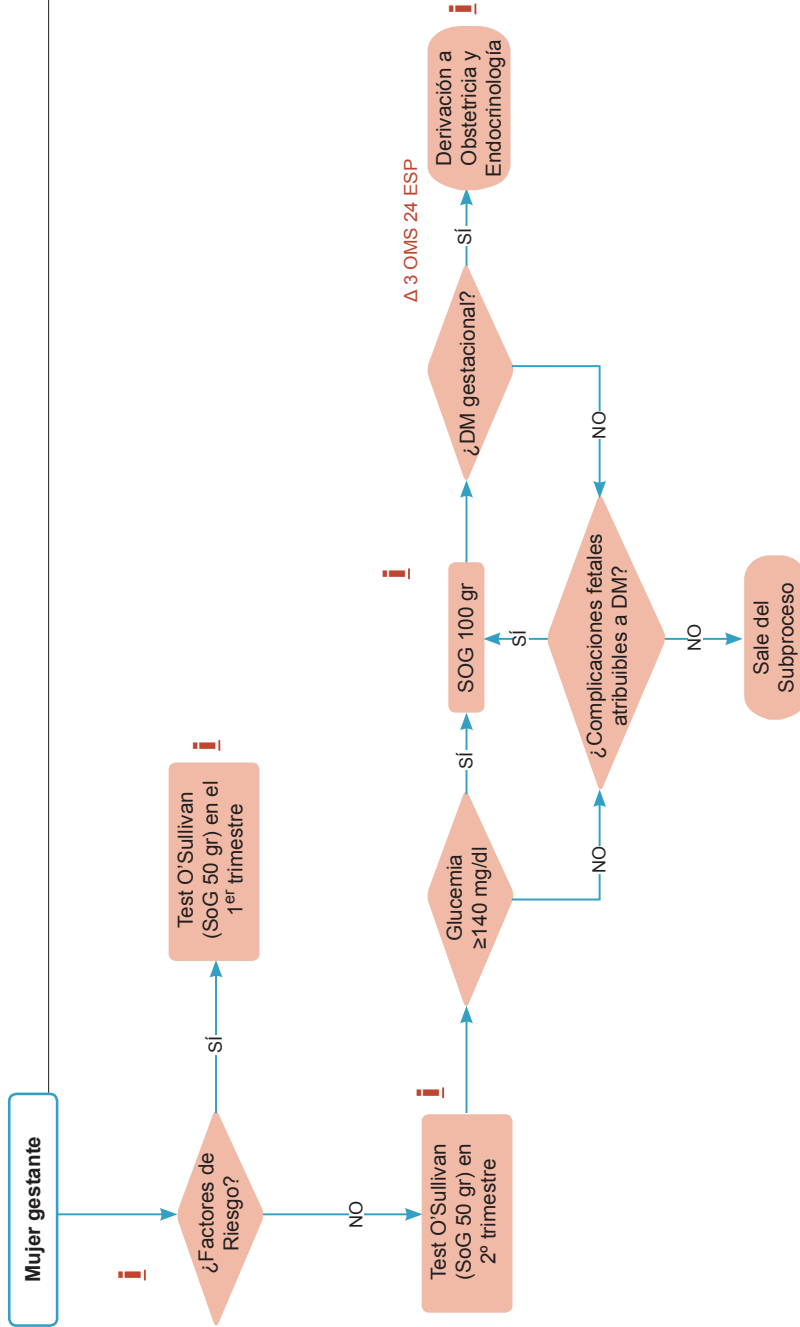 Mujer gestante
i
¿Factores de
Riesgo?
SÍ
Test O’Sullivan
(SoG 50 gr) en el
1er trimestre
i
NO
Test O’Sullivan
(SoG 50 gr) en
2º trimestre
i
Glucemia
≥140 mg/dl
SÍ
NO
SOG 100 gr
i
¿DM gestacional?
SÍ
NO
Δ 3 OMS 24 ESP
Derivación a
Obstetricia y
Endocrinología
i
¿Complicaciones fetales
atribuibles a DM?
SÍ
NO
Sale del
Subproceso